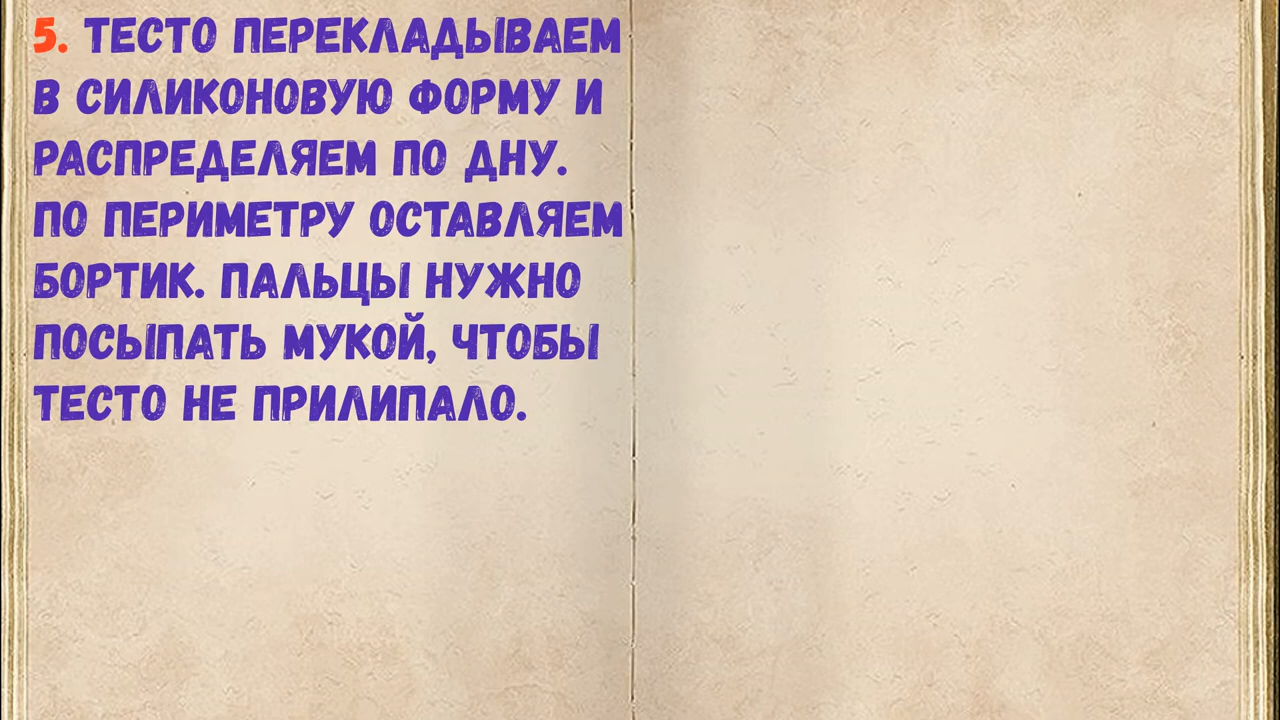 5. ТЕСТО ПЕРЕКЛАДЫВАЕМ
В СИЛИКОНОВУЮ ФОРМУ И
РАСПРЕДЕЛЯЕМ ПО ДНУ.
ПО ПЕРИМЕТРУ ОСТАВЛЯЕМ
БОРТИК. ПАЛЬЦЫ НУЖНО
ПОСЫПАТЬ МУКОЙ, ЧТОБЫ
ТЕСТО НЕ ПРИЛИПАЛО.